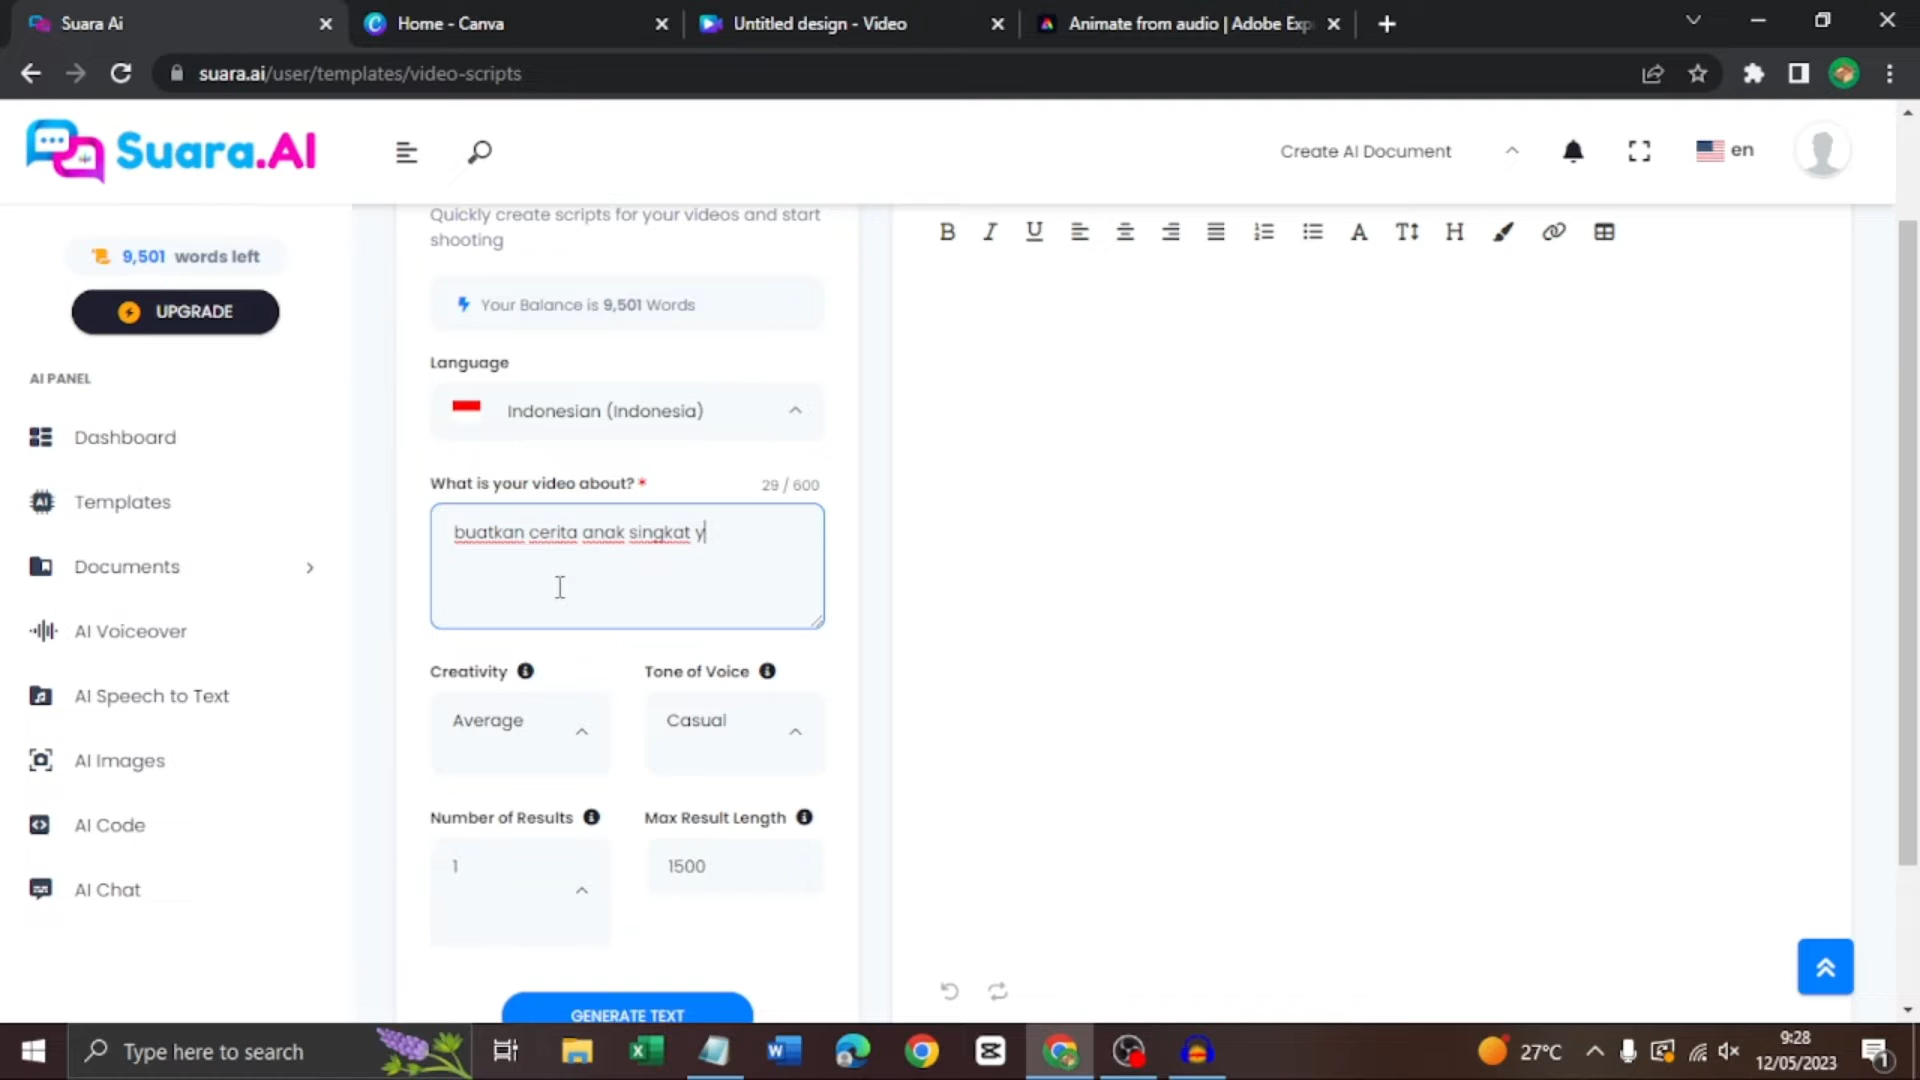 Suara Ai
Home - Canva
Untitled design - Video
Animate from audio | Adobe Exp
suara.ai/user/templates/video-scripts
Suara.AI
Create AI Document
en
9,501 words left
UPGRADE
AI PANEL
Dashboard
Templates
Documents
AI Voiceover
AI Speech to Text
AI Images
AI Code
AI Chat
Quickly create scripts for your videos and start
shooting
Your Balance is 9,501 Words
Language
Indonesian (Indonesia)
What is your video about? *
29 / 600
buatkan cerita anak singkat y
Creativity
Tone of Voice
Average
Casual
Number of Results
Max Result Length
1
1500
GENERATE TEXT
Type here to search
27°C
9:28
12/05/2023
1